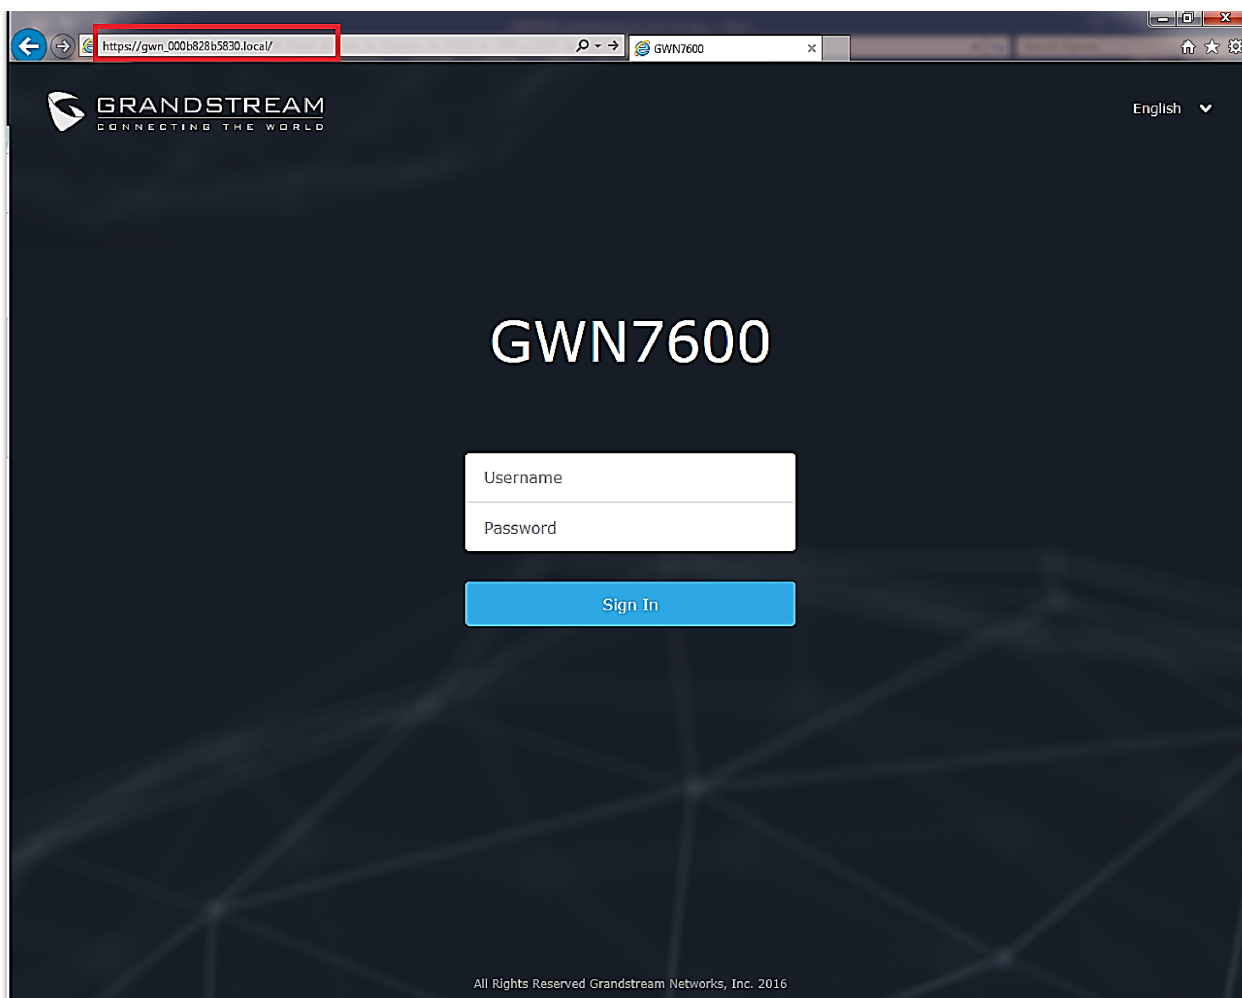 https://gwn_000b828b5830.local/
GWN7600
GRANDSTREAM
CONNECTING THE WORLD
English
GWN7600
Username
Password
Sign In
All Rights Reserved Grandstream Networks, Inc. 2016